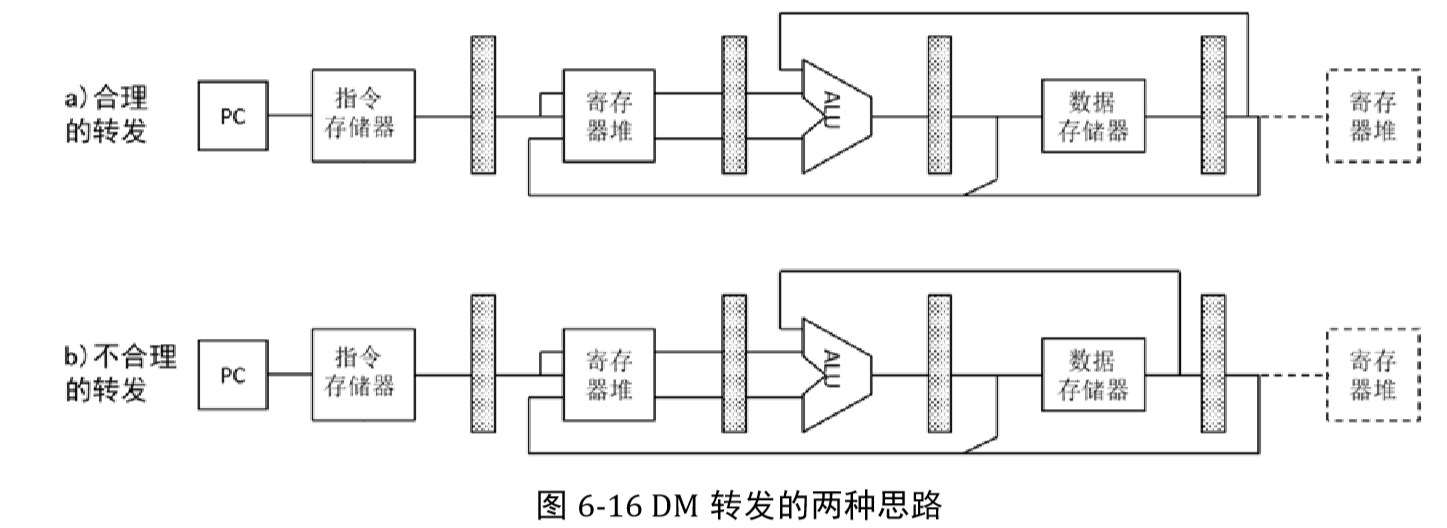 a)合理
的转发
PC
指令
存储器
寄存
器堆
ALU
数据
存储器
寄存
器堆
b)不合理
的转发
PC
指令
存储器
寄存
器堆
ALU
数据
存储器
寄存
器堆
图 6-16 DM 转发的两种思路